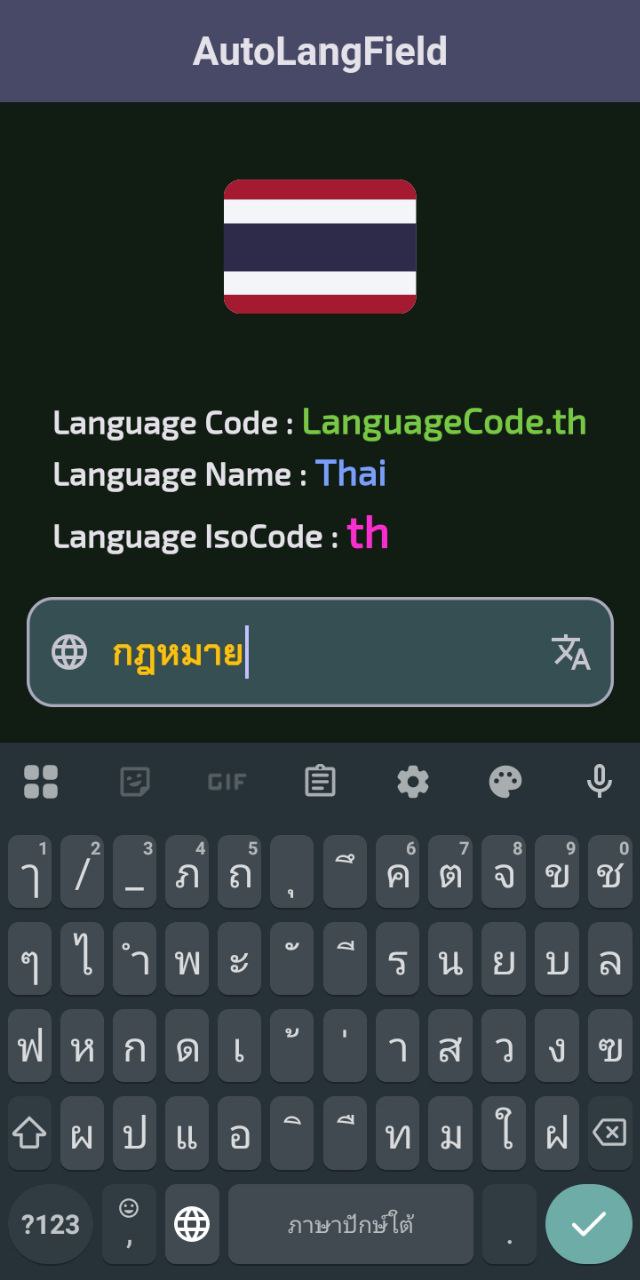 AutoLangField
Language Code : LanguageCode.th
Language Name : Thai
Language IsoCode : th
กฎหมาย
GIF
1 2 3 4 5 6 7 8 9 0
ๅ / _ ภ ถ ุ ึ ค ต จ ข ช
ๆ ไ ำ พ ะ ั ี ร น ย บ ล
ฟ ห ก ด เ ้ ่ า ส ว ง ฃ
ผ ป แ อ ิ ื ท ม ใ ฝ
?123 , ภาษาปักษ์ใต้ .